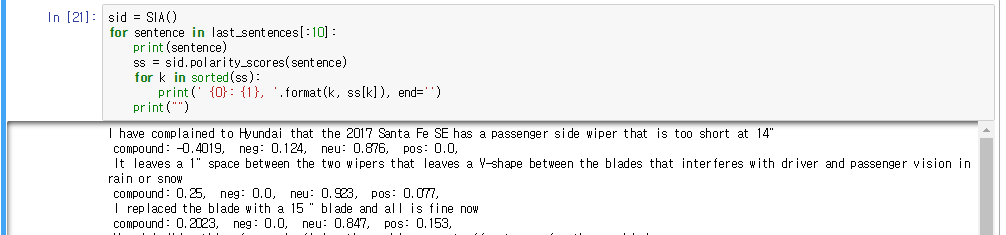 In [21]: sid = SIA()
for sentence in last_sentences[:10]:
    print(sentence)
    ss = sid.polarity_scores(sentence)
    for k in sorted(ss):
        print(' {0}: {1}, '.format(k, ss[k]), end='')
    print("")
I have complained to Hyundai that the 2017 Santa Fe SE has a passenger side wiper that is too short at 14"
 compound: -0.4019,  neg: 0.124,  neu: 0.876,  pos: 0.0,
 It leaves a 1" space between the two wipers that leaves a V-shape between the blades that interferes with driver and passenger vision in
rain or snow
 compound: 0.25,  neg: 0.0,  neu: 0.923,  pos: 0.077,
 I replaced the blade with a 15 " blade and all is fine now
 compound: 0.2023,  neg: 0.0,  neu: 0.847,  pos: 0.153,